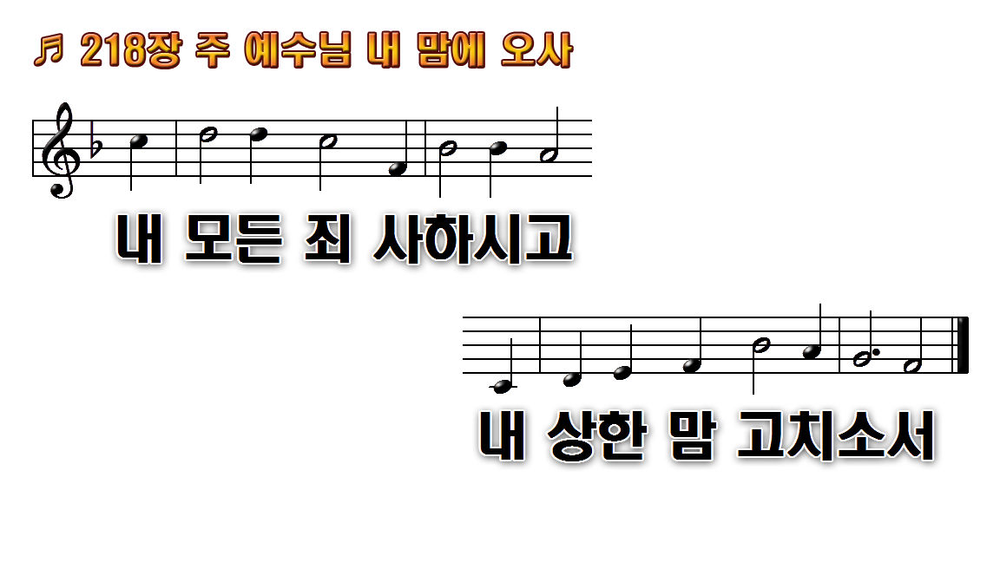 218장 주 예수님 내 맘에 오사
내 모든 죄 사하시고
내 상한 맘 고치소서